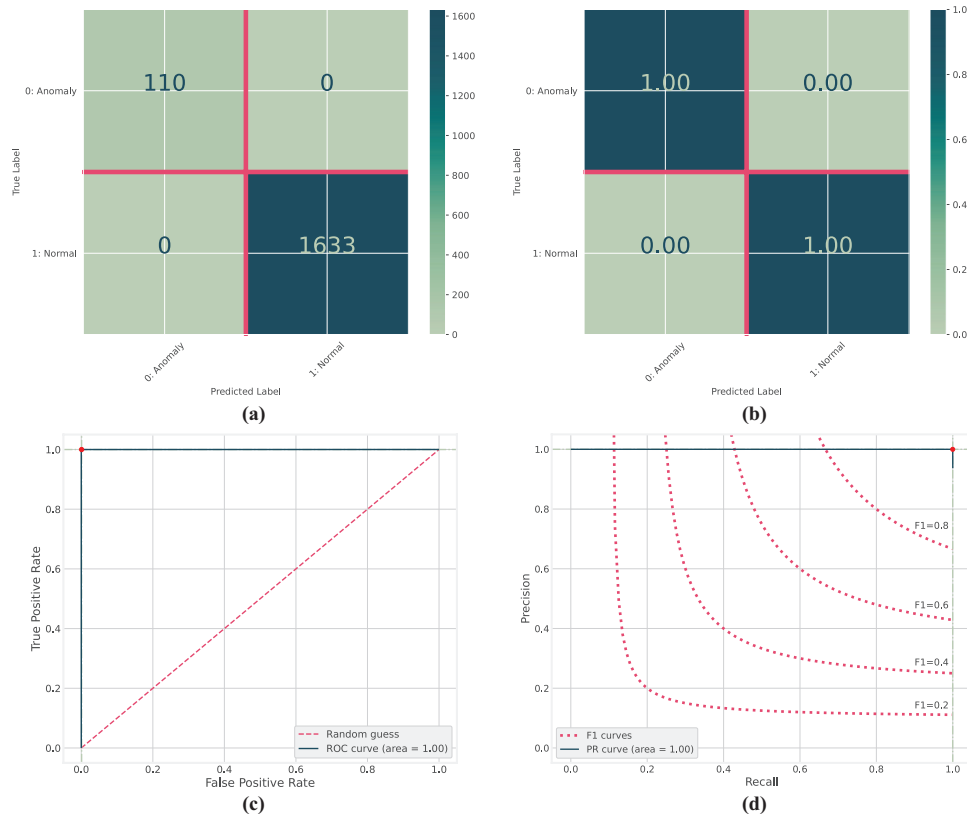 110
0
0
1633
0: Anomaly
1: Normal
True Label
0: Anomaly
1: Normal
Predicted Label
1600
1400
1200
1000
800
600
400
200
0
(a)
1.00
0.00
0.00
1.00
0: Anomaly
1: Normal
True Label
0: Anomaly
1: Normal
Predicted Label
1.0
0.8
0.6
0.4
0.2
0.0
(b)
1.0
0.8
0.6
0.4
0.2
0.0
True Positive Rate
Random guess
ROC curve (area = 1.00)
0.0 0.2 0.4 0.6 0.8 1.0
False Positive Rate
(c)
1.0
0.8
0.6
0.4
0.2
0.0
Precision
F1=0.8
F1=0.6
F1=0.4
F1=0.2
F1 curves
PR curve (area = 1.00)
0.0 0.2 0.4 0.6 0.8 1.0
Recall
(d)